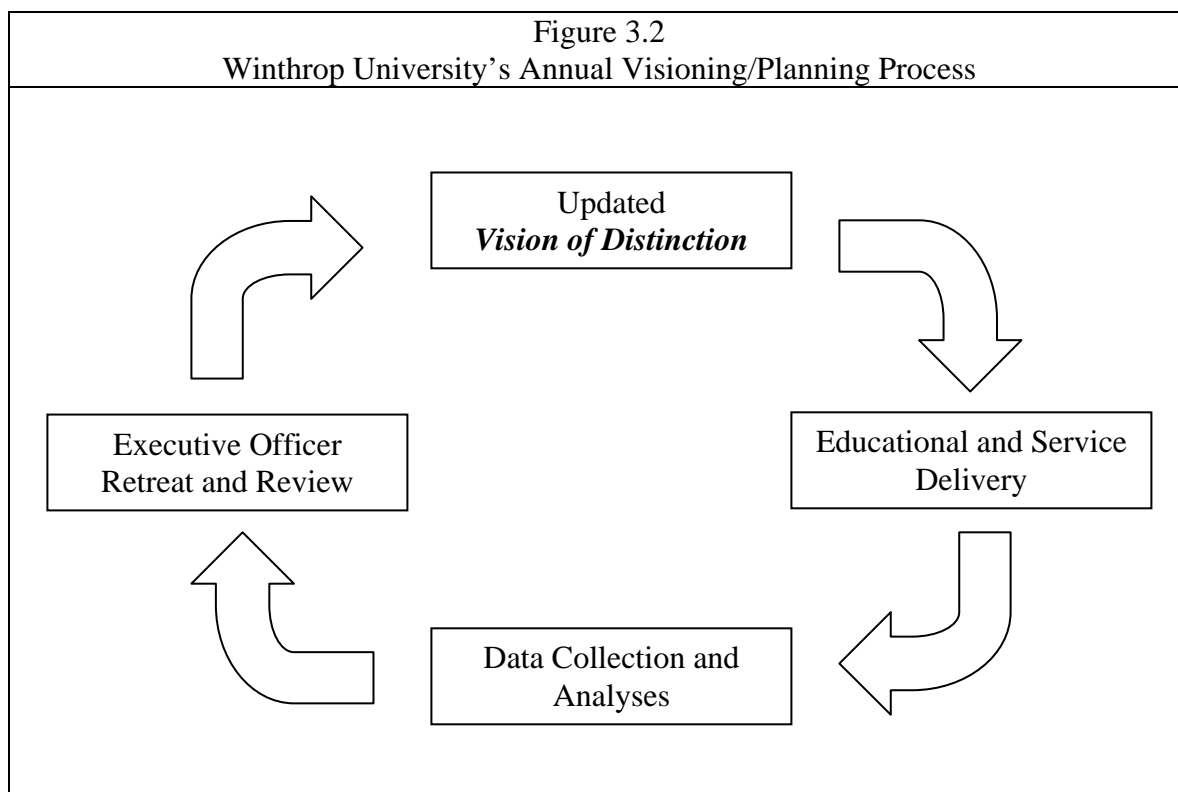 Figure 3.2
Winthrop University’s Annual Visioning/Planning Process
Updated
Vision of Distinction
Executive Officer
Retreat and Review
Educational and Service
Delivery
Data Collection and
Analyses